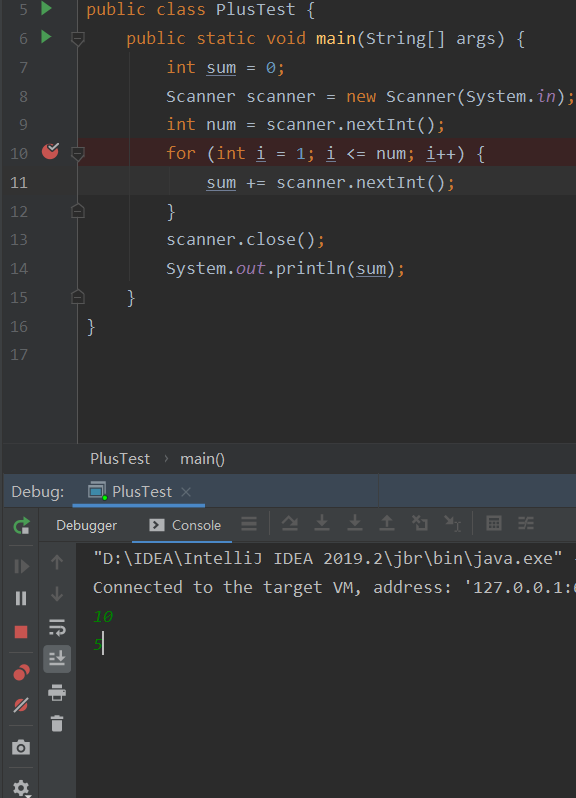 5 public class PlusTest {
6 public static void main(String[] args) {
7 int sum = 0;
8 Scanner scanner = new Scanner(System.in);
9 int num = scanner.nextInt();
10 for (int i = 1; i <= num; i++) {
11 sum += scanner.nextInt();
12 }
13 scanner.close();
14 System.out.println(sum);
15 }
16 }
17
PlusTest › main()
Debug: PlusTest ×
Debugger Console
"D:\IDEA\IntelliJ IDEA 2019.2\jbr\bin\java.exe"
Connected to the target VM, address: '127.0.0.1:
10
5